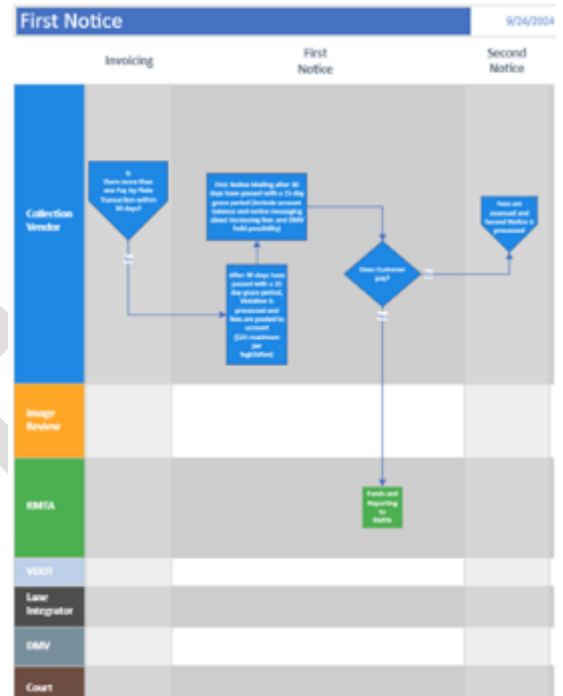 First Notice
9/24/2024
Invoicing
First
Notice
Second
Notice
Collection
Vendor
Is
there more than
one Pay by Plate
Transaction within
30 days?
First Notice Mailing after 30
days have passed with a 15 day
grace period (include account
balance and notice messaging
about increasing fees and DMV
hold possibility)
Fees are
assessed and
Second Notice is
processed
Does Customer
pay?
After 30 days have
passed with a
day grace period,
Violation is
processed and
fees are posted to
account
maximum
per
legislation)
Image
Review
RMTA
Funds and
Reporting
to
RMTA
VDOT
Lane
Integrator
DMV
Court